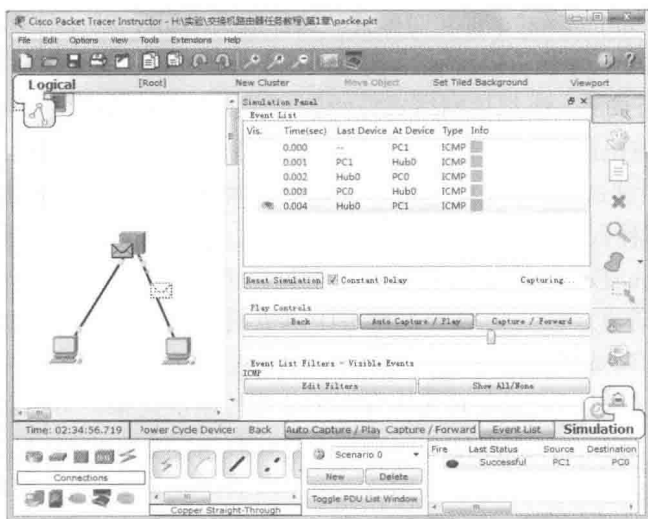 Cisco Packet Tracer Instructor - H:\实验\交换机路由器任务教程\第1章\packe.pkt
File Edit Options View Tools Extensions Help
Logical [Root] New Cluster Move Object Set Tiled Background Viewport
Simulation Panel
Event List
Vis. Time(sec) Last Device At Device Type Info
0.000 -- PC1 ICMP
0.001 PC1 Hub0 ICMP
0.002 Hub0 PC0 ICMP
0.003 PC0 Hub0 ICMP
0.004 Hub0 PC1 ICMP
Reset Simulation Constant Delay Capturing...
Play Controls
Back Auto Capture / Play Capture / Forward
Event List Filters - Visible Events
ICMP
Edit Filters Show All/None
Time: 02:34:56.719 Power Cycle Devices Back Auto Capture / Play Capture / Forward Event List Simulation
Connections
Copper Straight-Through
Scenario 0
New Delete
Toggle PDU List Window
Fire Last Status Source Destination
Successful PC1 PC0